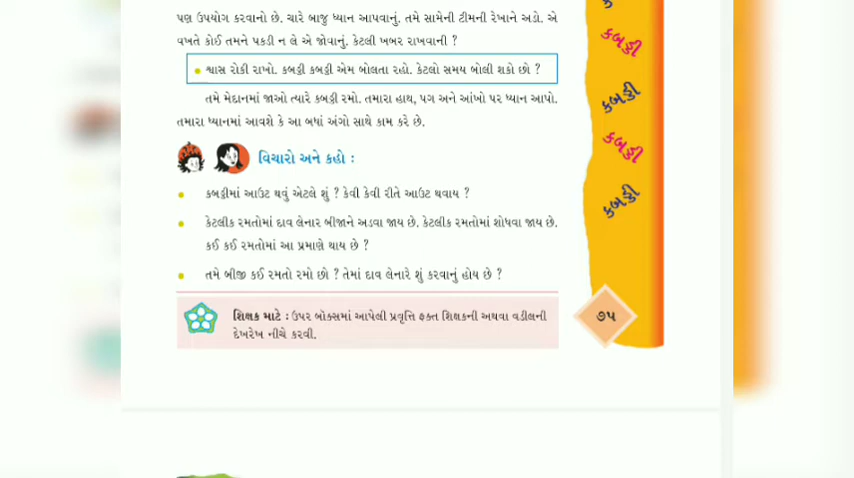 પણ ઉપયોગ કરવાનો છે. ચારે બાજુ ધ્યાન આપવાનું. તમે સામેની ટીમની રેખાને અડો. એ
વખતે કોઈ તમને પકડી ન લે એ જોવાનું. કેટલી ખબર રાખવાની ?
• શ્વાસ રોકી રાખો. કબડ્ડી કબડ્ડી એમ બોલતા રહો. કેટલો સમય બોલી શકો છો ?
તમે મેદાનમાં જાઓ ત્યારે કબડ્ડી રમો. તમારા હાથ, પગ અને આંખો પર ધ્યાન આપો.
તમારા ધ્યાનમાં આવશે કે આ બધાં અંગો સાથે કામ કરે છે.
વિચારો અને કહો :
• કબડ્ડીમાં આઉટ થવું એટલે શું ? કેવી કેવી રીતે આઉટ થવાય ?
• કેટલીક રમતોમાં દાવ લેનાર બીજાને અડવા જાય છે. કેટલીક રમતોમાં શોધવા જાય છે.
કઈ કઈ રમતોમાં આ પ્રમાણે થાય છે ?
• તમે બીજી કઈ રમતો રમો છો ? તેમાં દાવ લેનારે શું કરવાનું હોય છે ?
શિક્ષક માટે : ઉપર બોક્સમાં આપેલી પ્રવૃત્તિ ફક્ત શિક્ષકની અથવા વડીલની
દેખરેખ નીચે કરવી.
કબડ્ડી
કબડ્ડી
કબડ્ડી
કબડ્ડી
૭૫